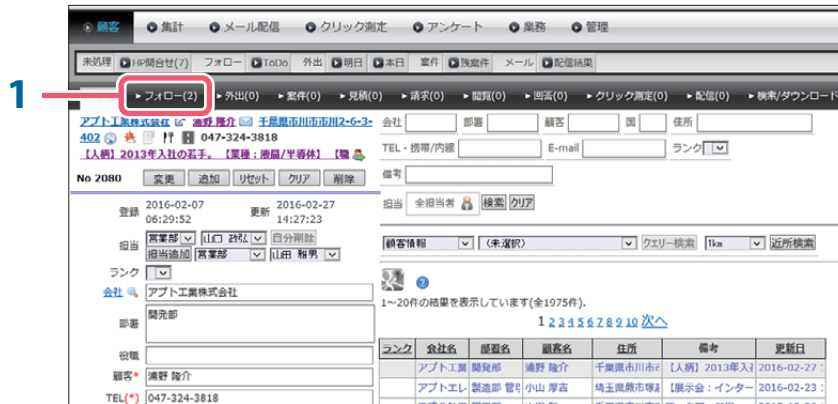 顧客 集計 メール配信 クリック測定 アンケート 業務 管理
未処理 HP問合せ(7) フォロー ToDo 外出 明日 本日 案件 残案件 メール 配信結果
1
フォロー(2) 外出(0) 案件(0) 見積(0) 請求(0) 閲覧(0) 回答(0) クリック測定(0) 配信(0) 検索/ダウンロード
アプト工業株式会社 浦野 隆介 千葉県市川市市川2-6-3-
402 047-324-3818
【人柄】2013年入社の若手。【業種:液晶/半導体】【職
No 2080 変更 追加 リセット クリア 削除
登録 2016-02-07 06:29:52 更新 2016-02-27 14:27:23
担当 営業部 山口 自分削除
担当追加 営業部 山田 雅男
ランク
会社 アプト工業株式会社
部署 開発部
役職
顧客* 浦野 隆介
TEL(*) 047-324-3818
会社 部署 顧客 国 住所
TEL・携帯/内線 E-mail ランク
備考
担当 全担当者 検索 クリア
顧客情報 (未選択) クエリー検索 1km 近所検索
1~20件の結果を表示しています(全1975件).
1 2 3 4 5 6 7 8 9 10 次へ
ランク 会社名 部署名 顧客名 住所 備考 更新日
アプト工業 開発部 浦野 隆介 千葉県市川市 【人柄】2013年入 2016-02-27
アプトエレ 製造部 管 小山 厚吉 埼玉県蕨市塚 【展示会:インター 2016-02-23